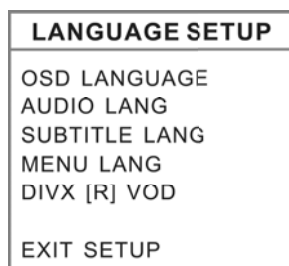 LANGUAGE SETUP
OSD LANGUAGE
AUDIO LANG
SUBTITLE LANG
MENU LANG
DIVX [R] VOD
EXIT SETUP